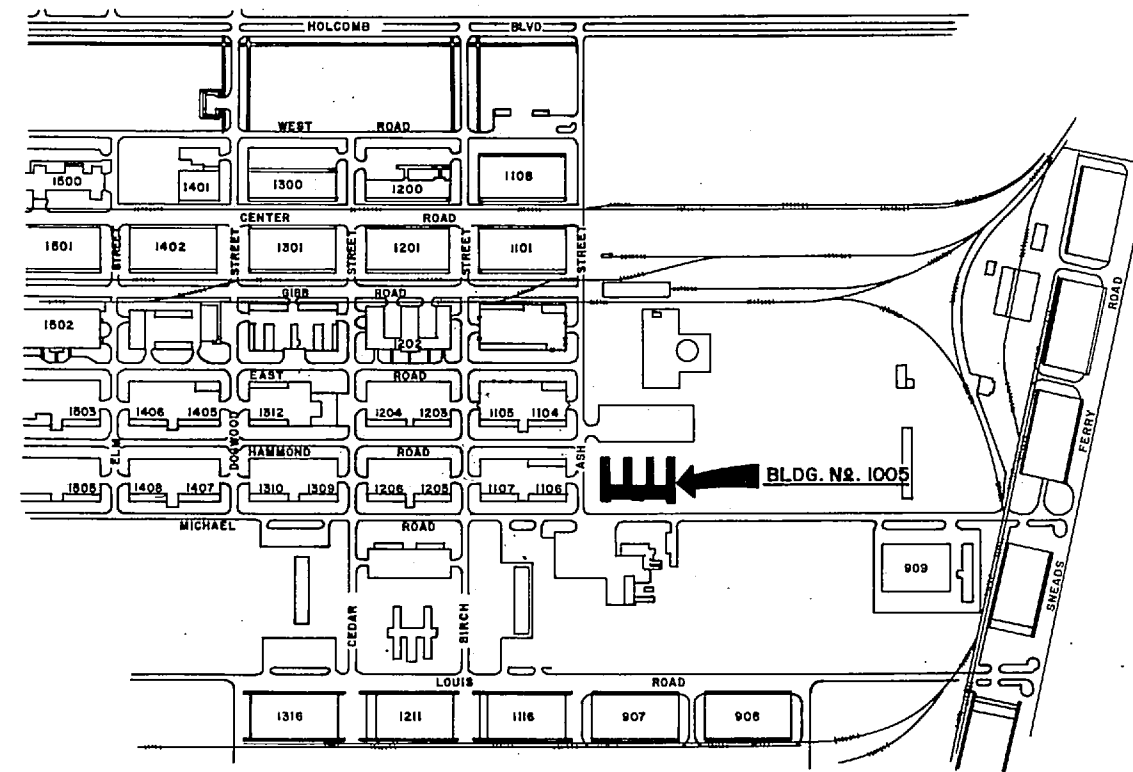 HOLCOMB BLVD
WEST ROAD
1500 1401 1300 1200 1108
CENTER ROAD
1501 1402 1301 1201 1101
STREET STREET STREET STREET STREET
GIBB ROAD
1502 1202
EAST ROAD
1503 1406 1405 1312 1204 1203 1105 1104
ELM DOGWOOD ASH
HAMMOND ROAD
BLDG. NO. 1005
1505 1408 1407 1310 1309 1206 1205 1107 1106
MICHAEL ROAD
909
CEDAR BIRCH
SNEADS FERRY ROAD
LOUIS ROAD
1316 1211 1116 907 908